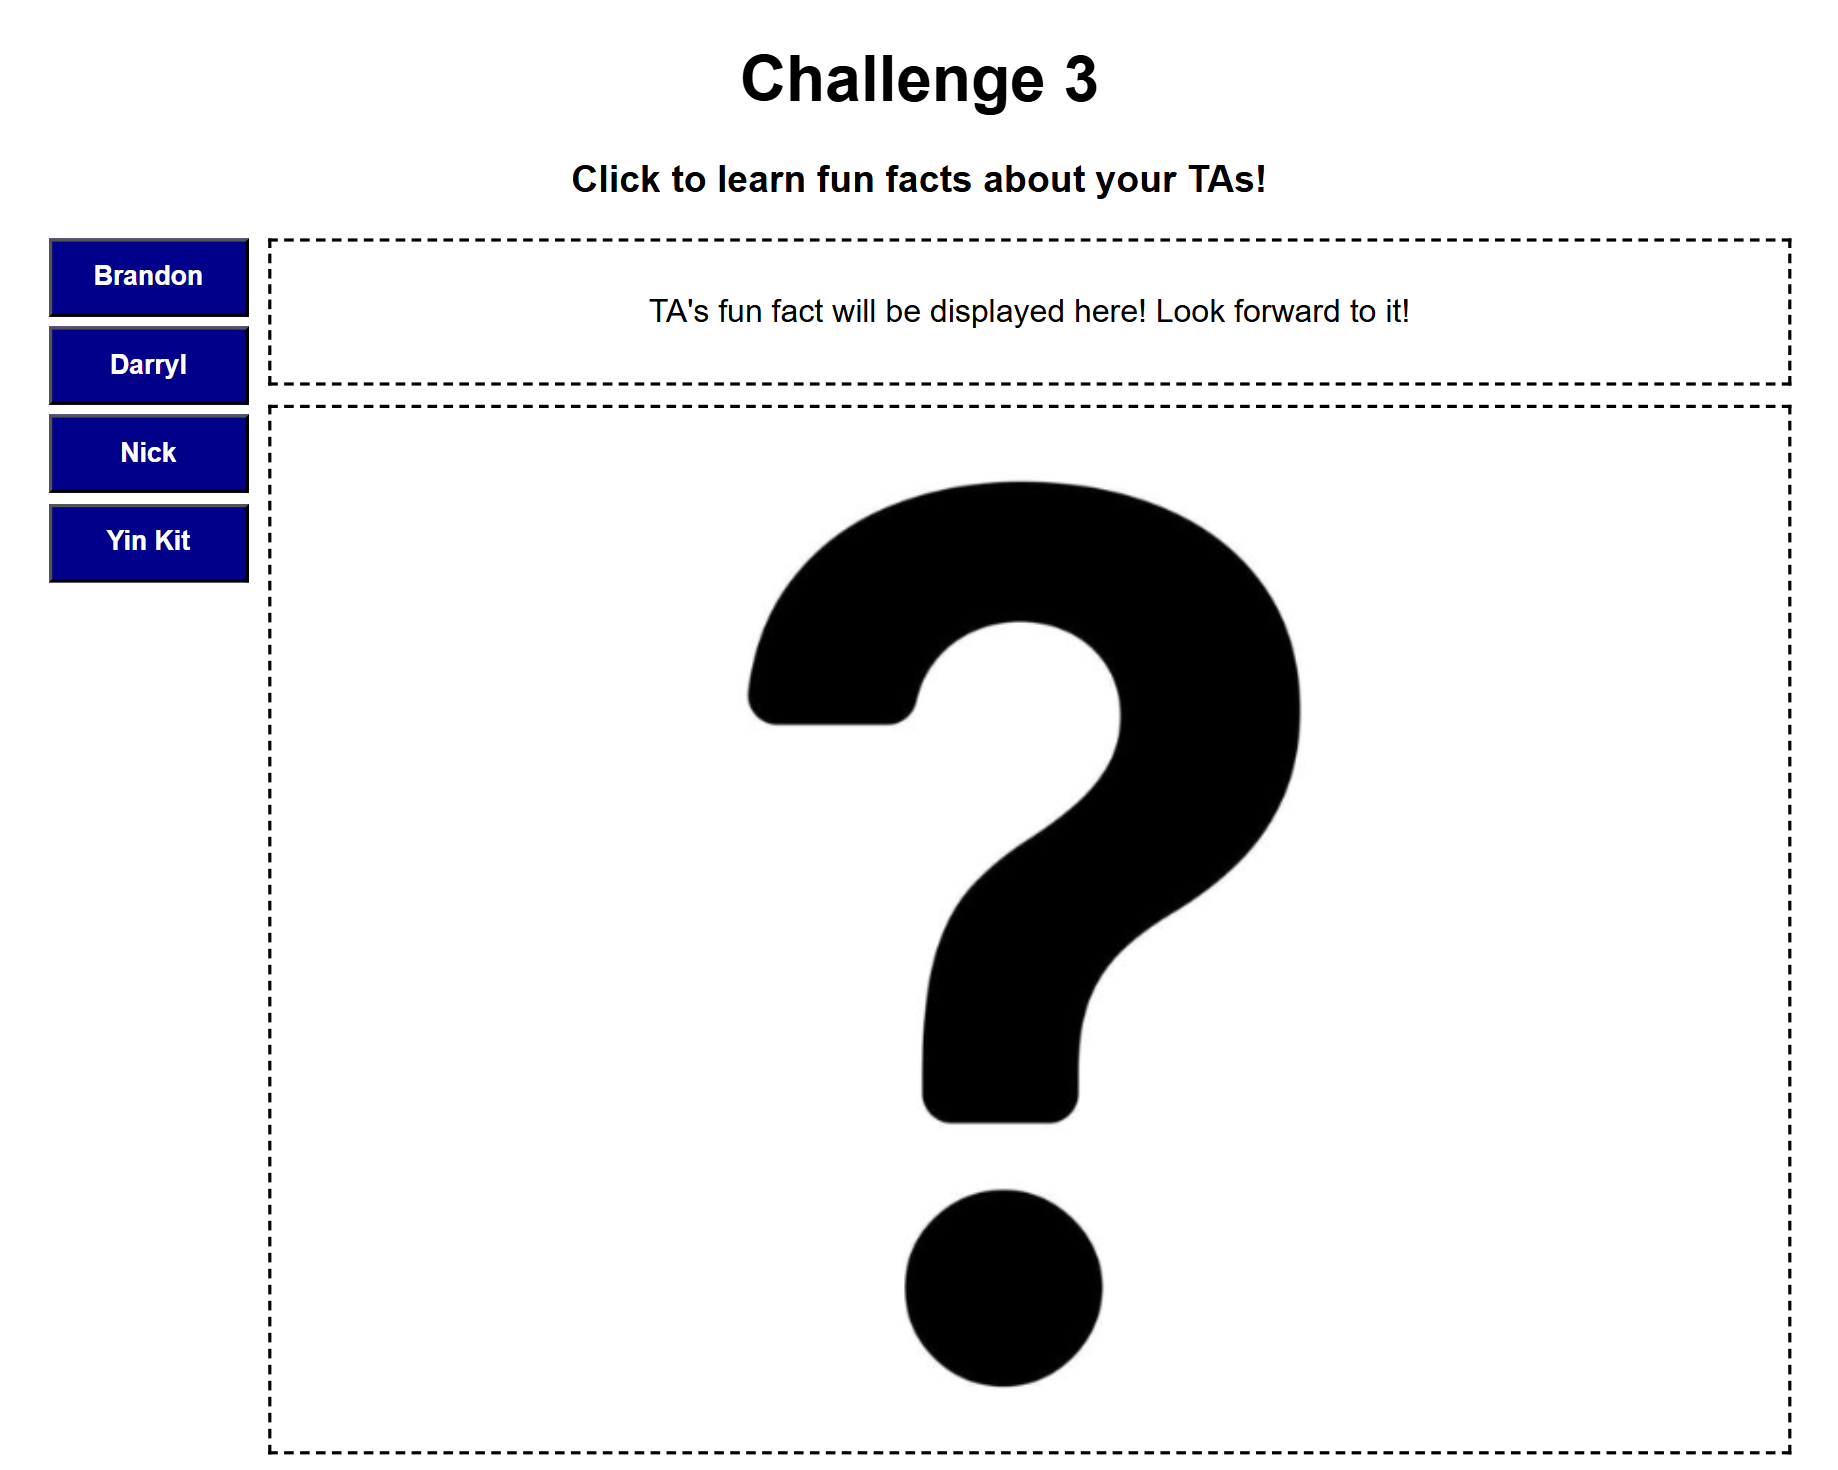 Challenge 3
Click to learn fun facts about your TAs!
Brandon
Darryl
Nick
Yin Kit
TA's fun fact will be displayed here! Look forward to it!
?